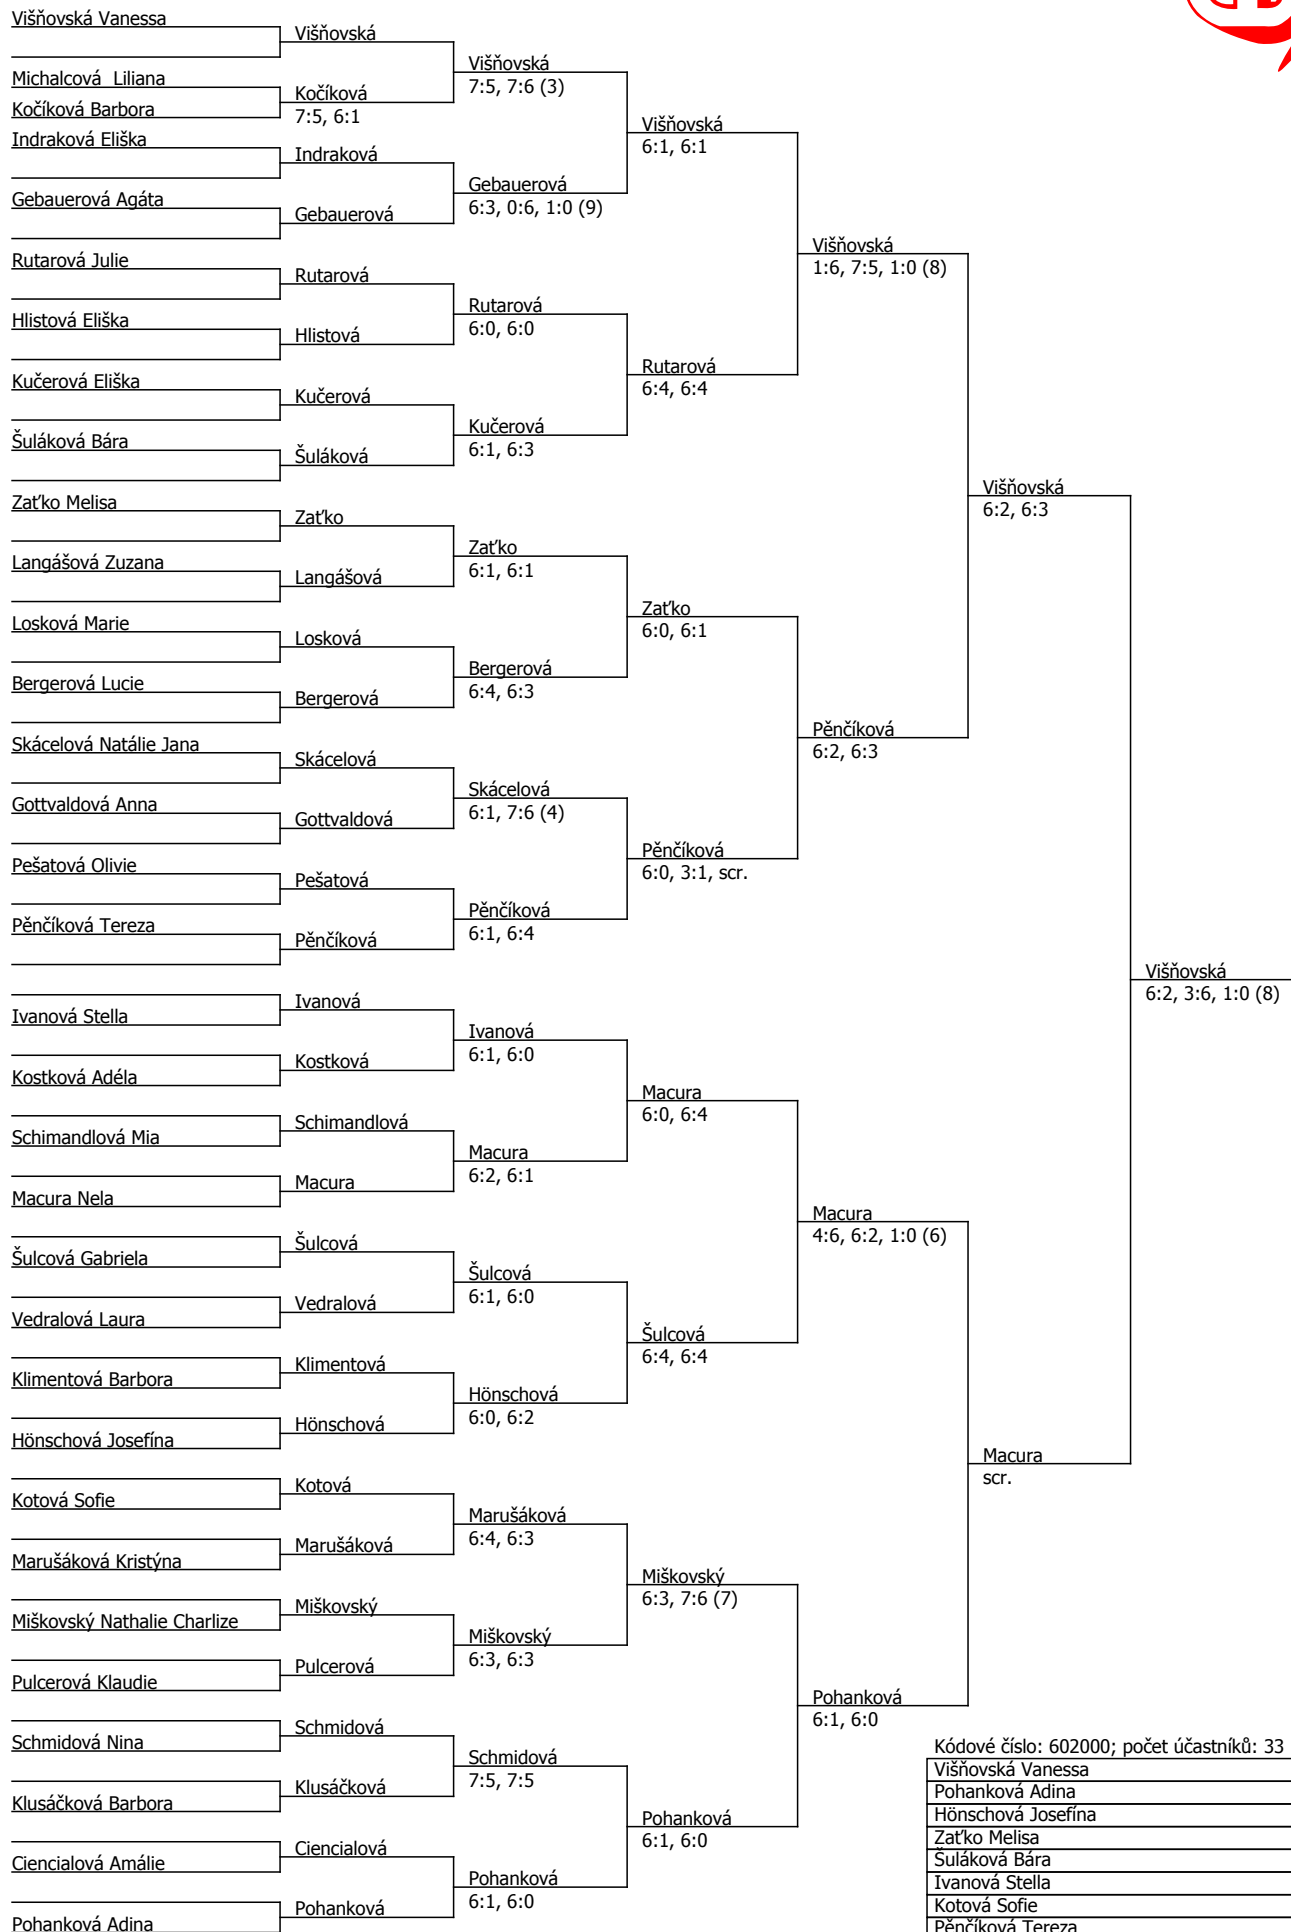 Višňovská Vanessa
Michalcová  Liliana
Kočíková Barbora
Indraková Eliška
Gebauerová Agáta
Rutarová Julie
Hlistová Eliška
Kučerová Eliška
Šuláková Bára
Zaťko Melisa
Langášová Zuzana
Losková Marie
Bergerová Lucie
Skácelová Natálie Jana
Gottvaldová Anna
Pešatová Olivie
Pěnčíková Tereza
Ivanová Stella
Kostková Adéla
Schimandlová Mia
Macura Nela
Šulcová Gabriela
Vedralová Laura
Klimentová Barbora
Hönschová Josefína
Kotová Sofie
Marušáková Kristýna
Miškovský Nathalie Charlize
Pulcerová Klaudie
Schmidová Nina
Klusáčková Barbora
Ciencialová Amálie
Pohanková Adina
Višňovská
Kočíková
7:5, 6:1
Indraková
Gebauerová
Rutarová
Hlistová
Kučerová
Šuláková
Zaťko
Langášová
Losková
Bergerová
Skácelová
Gottvaldová
Pešatová
Pěnčíková
Ivanová
Kostková
Schimandlová
Macura
Šulcová
Vedralová
Klimentová
Hönschová
Kotová
Marušáková
Miškovský
Pulcerová
Schmidová
Klusáčková
Ciencialová
Pohanková
Višňovská
7:5, 7:6 (3)
Gebauerová
6:3, 0:6, 1:0 (9)
Rutarová
6:0, 6:0
Kučerová
6:1, 6:3
Zaťko
6:1, 6:1
Bergerová
6:4, 6:3
Skácelová
6:1, 7:6 (4)
Pěnčíková
6:1, 6:4
Ivanová
6:1, 6:0
Macura
6:2, 6:1
Šulcová
6:1, 6:0
Hönschová
6:0, 6:2
Marušáková
6:4, 6:3
Miškovský
6:3, 6:3
Schmidová
7:5, 7:5
Pohanková
6:1, 6:0
Višňovská
6:1, 6:1
Rutarová
6:4, 6:4
Zaťko
6:0, 6:1
Pěnčíková
6:0, 3:1, scr.
Macura
6:0, 6:4
Šulcová
6:4, 6:4
Miškovský
6:3, 7:6 (7)
Pohanková
6:1, 6:0
Višňovská
1:6, 7:5, 1:0 (8)
Pěnčíková
6:2, 6:3
Macura
4:6, 6:2, 1:0 (6)
Pohanková
6:1, 6:0
Višňovská
6:2, 6:3
Macura
scr.
Višňovská
6:2, 3:6, 1:0 (8)
Kódové číslo: 602000; počet účastníků: 33
Višňovská Vanessa
Pohanková Adina
Hönschová Josefína
Zaťko Melisa
Šuláková Bára
Ivanová Stella
Kotová Sofie
Pěnčíková Tereza